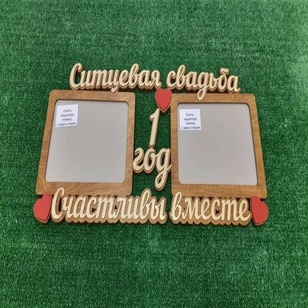 Ситцевая свадьба
1
год
Счастливы вместе